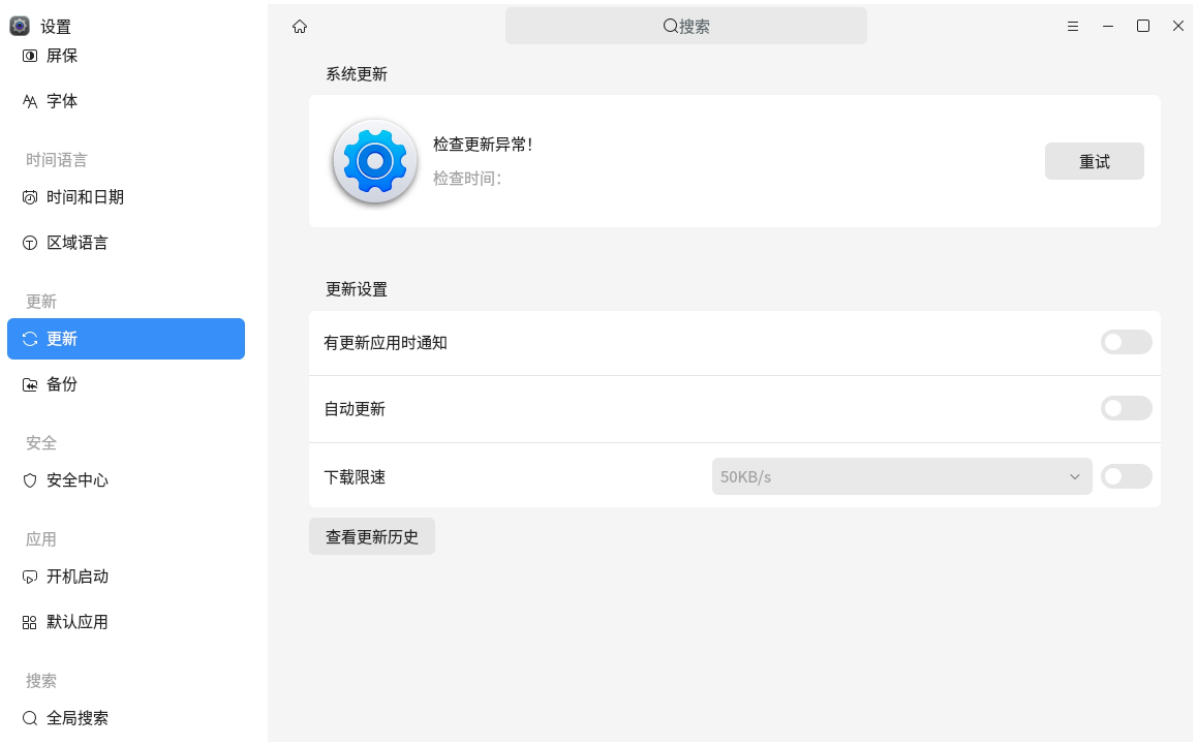 设置
屏保
字体
时间语言
时间和日期
区域语言
更新
更新
备份
安全
安全中心
应用
开机启动
默认应用
搜索
全局搜索
搜索
系统更新
检查更新异常!
检查时间:
重试
更新设置
有更新应用时通知
自动更新
下载限速
50KB/s
查看更新历史